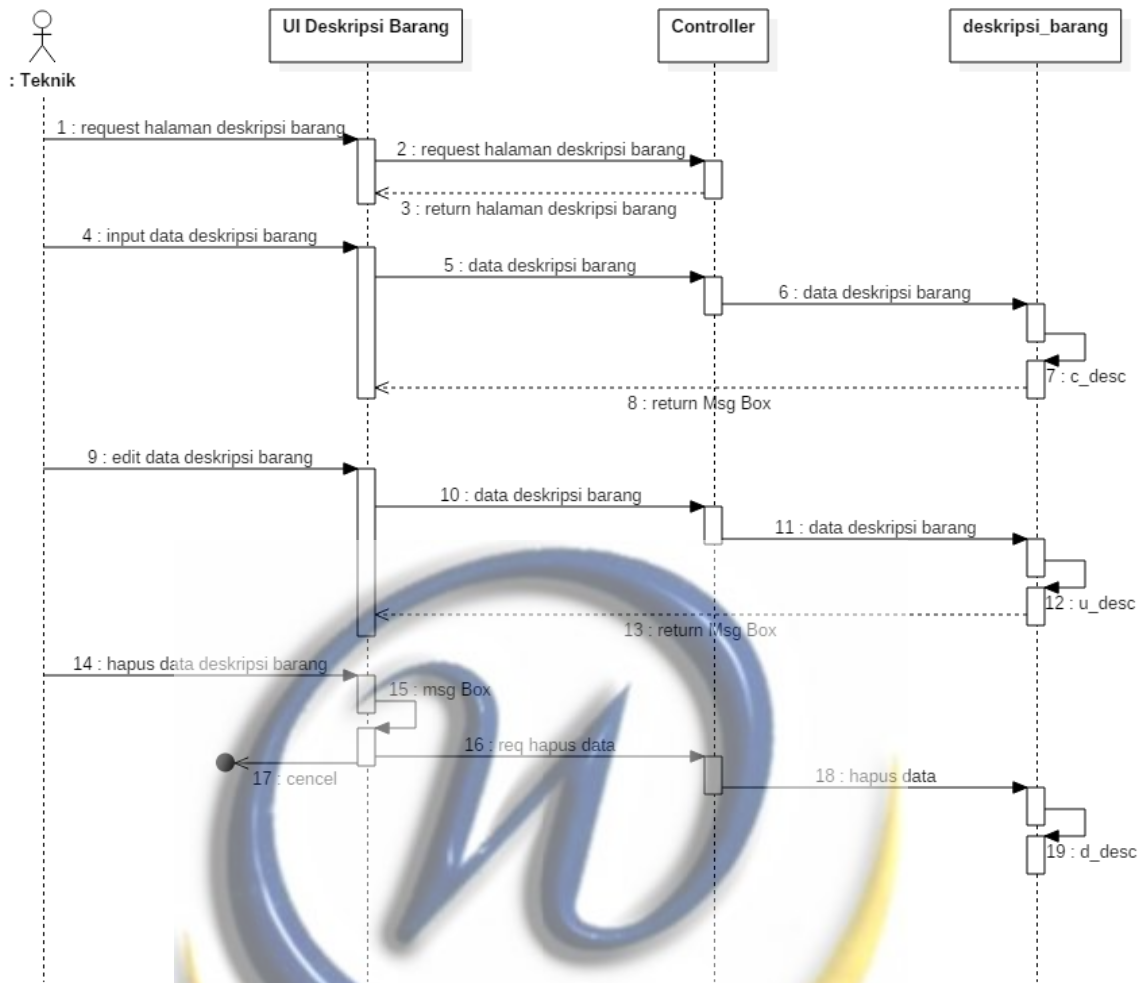 UI Deskripsi Barang
Controller
deskripsi_barang
: Teknik
1 : request halaman deskripsi barang
2 : request halaman deskripsi barang
3 : return halaman deskripsi barang
4 : input data deskripsi barang
5 : data deskripsi barang
6 : data deskripsi barang
7 : c_desc
8 : return Msg Box
9 : edit data deskripsi barang
10 : data deskripsi barang
11 : data deskripsi barang
12 : u_desc
13 : return Msg Box
14 : hapus data deskripsi barang
15 : msg Box
16 : req hapus data
17 : cencel
18 : hapus data
19 : d_desc